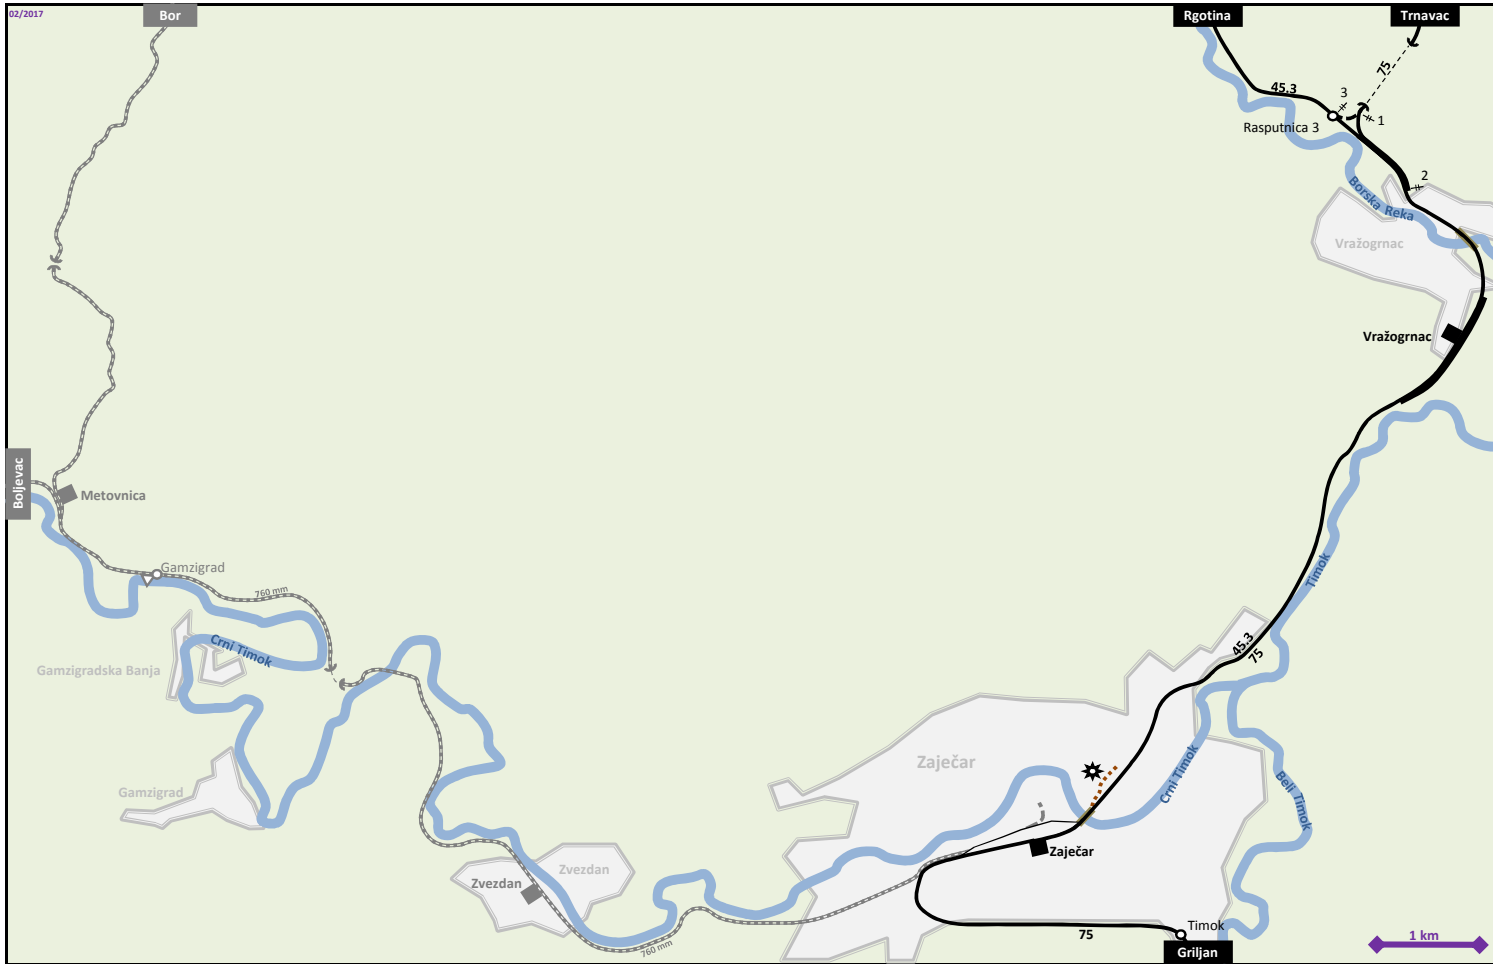 02/2017
Bor
Rgotina
Trnavac
75
45.3
3
1
Rasputnica 3
2
Borska Reka
Vražogrnac
Vražogrnac
Boljevac
Metovnica
Gamzigrad
760 mm
Timok
Crni Timok
Gamzigradska Banja
45.3
75
Zaječar
Crni Timok
Beli Timok
Gamzigrad
Zaječar
Zvezdan
Zvezdan
760 mm
75
Timok
1 km
Griljan